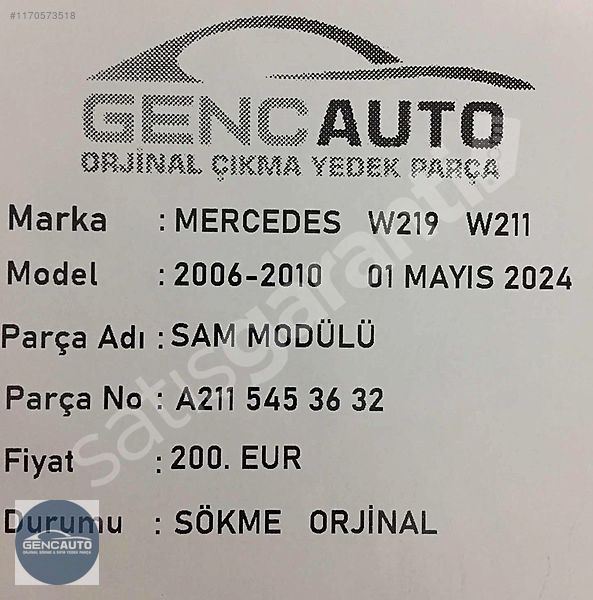 #1170573518
GENCAUTO
ORJİNAL ÇIKMA YEDEK PARÇA
Marka : MERCEDES W219 W211
Model : 2006-2010 01 MAYIS 2024
Parça Adı : SAM MODÜLÜ
Parça No : A211 545 36 32
Fiyat : 200. EUR
Durumu : SÖKME ORJİNAL
satışgaranti
GENCAUTO